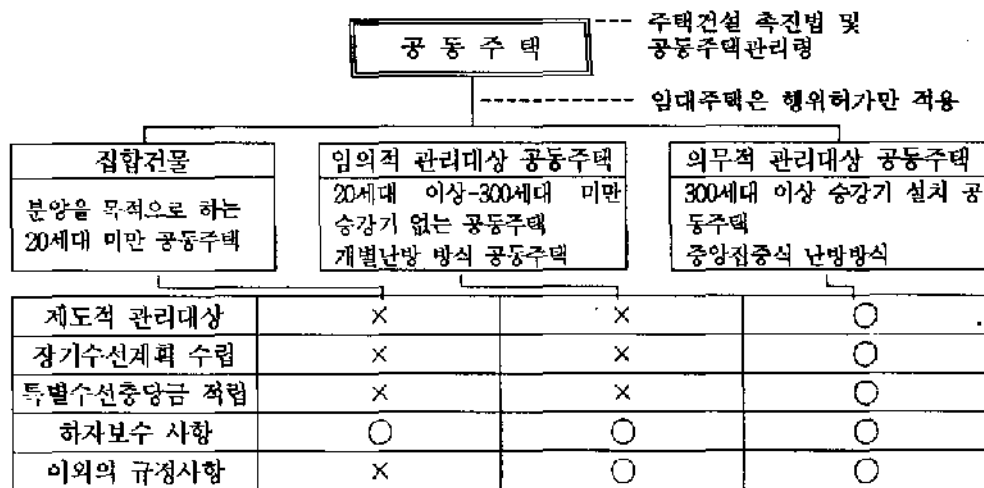 공 동 주 택
주택건설 촉진법 및
공동주택관리령
임대주택은 행위허가만 적용
집합건물
분양을 목적으로 하는
20세대 미만 공동주택
임의적 관리대상 공동주택
20세대 이상-300세대 미만
승강기 없는 공동주택
개별난방 방식 공동주택
의무적 관리대상 공동주택
300세대 이상 승강기 설치 공
동주택
중앙집중식 난방방식
제도적 관리대상 × × ○
장기수선계획 수립 × × ○
특별수선충당금 적립 × × ○
하자보수 사항 ○ ○ ○
이외의 규정사항 × ○ ○